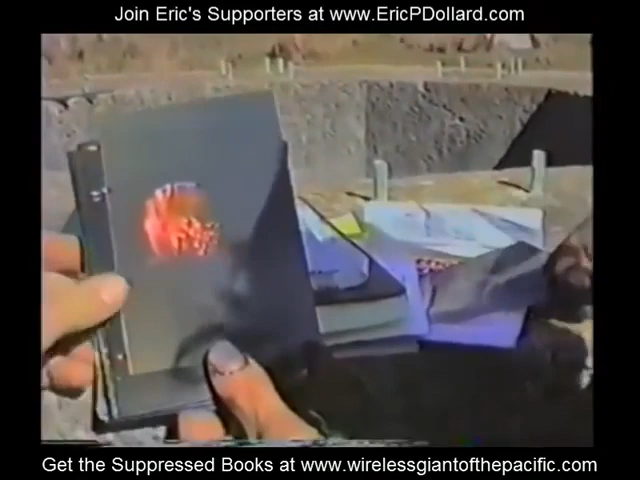 Join Eric's Supporters at www.EricPDollard.com
Get the Suppressed Books at www.wirelessgiantofthepacific.com